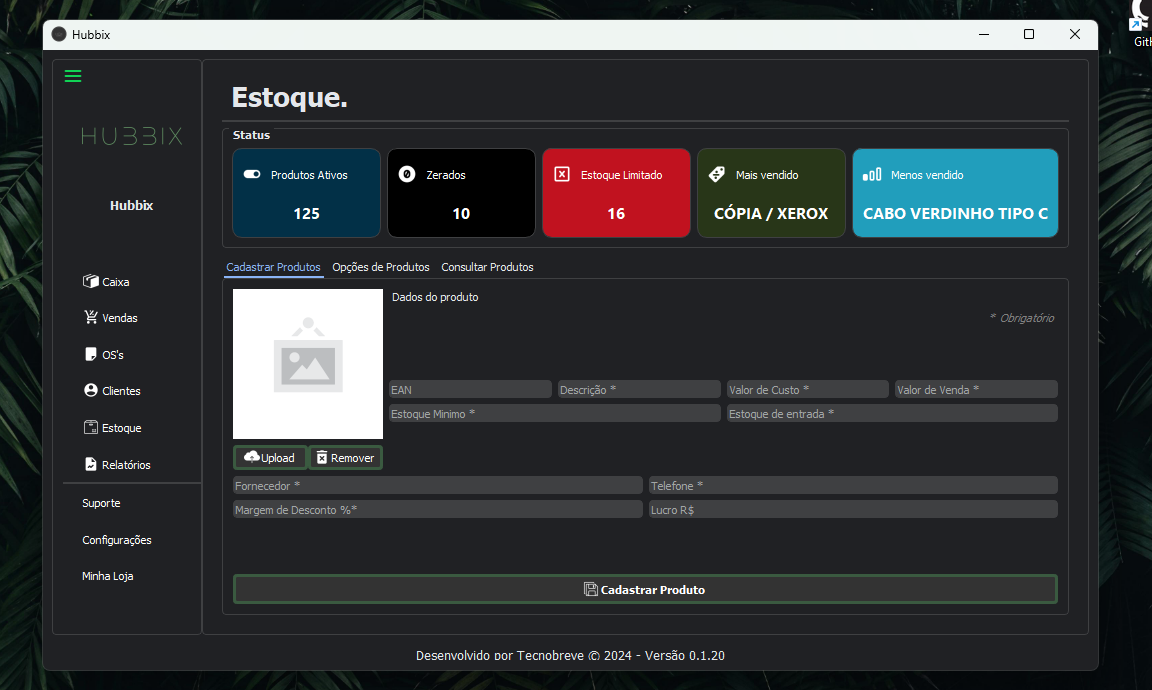 Hubbix
Gith
Estoque.
HUBBIX
Hubbix
Caixa
Vendas
OS's
Clientes
Estoque
Relatórios
Suporte
Configurações
Minha Loja
Status
Produtos Ativos
125
Zerados
10
Estoque Limitado
16
Mais vendido
CÓPIA / XEROX
Menos vendido
CABO VERDINHO TIPO C
Cadastrar Produtos Opções de Produtos Consultar Produtos
Dados do produto
* Obrigatório
EAN Descrição * Valor de Custo * Valor de Venda *
Estoque Minimo * Estoque de entrada *
Upload Remover
Fornecedor * Telefone *
Margem de Desconto %* Lucro R$
Cadastrar Produto
Desenvolvido por Tecnobreve © 2024 - Versão 0.1.20